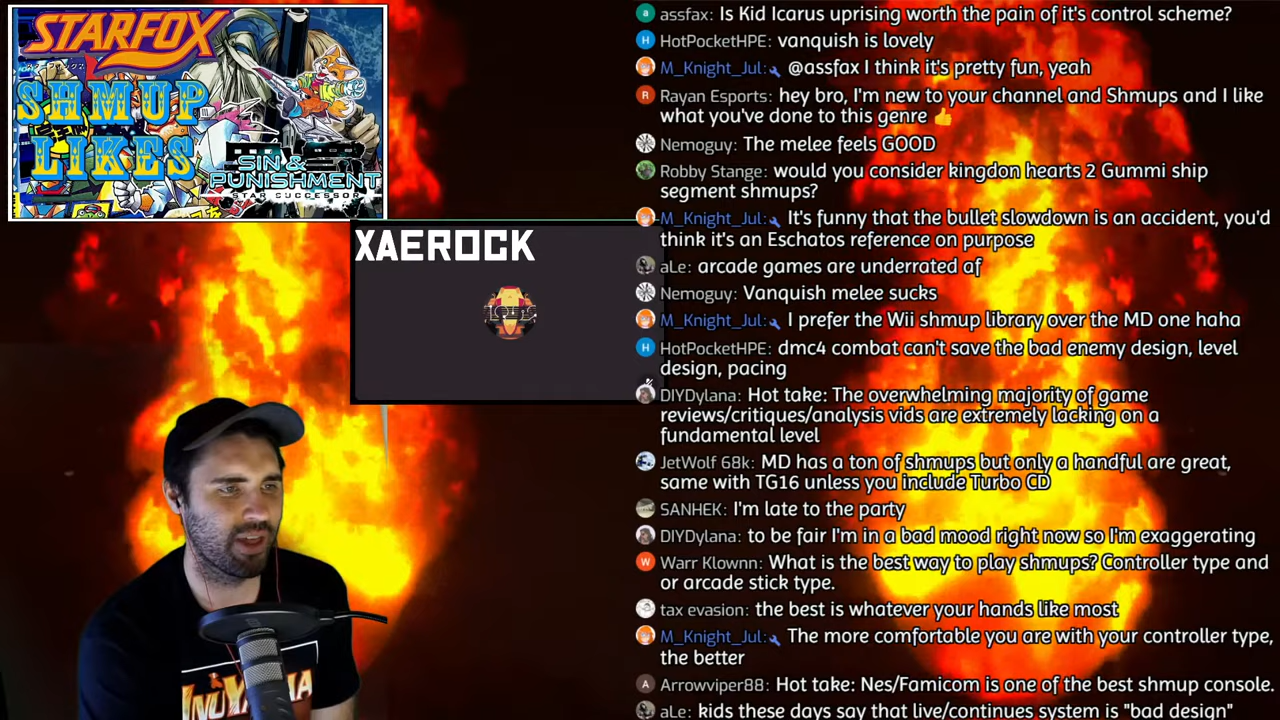 STARFOX
SHMUP
LIKES
SIN &
PUNISHMENT
STAR SUCCESSOR
XAEROCK
INUYASHA
assfax: Is Kid Icarus uprising worth the pain of it's control scheme?
HotPocketHPE: vanquish is lovely
M_Knight_Jul: @assfax I think it's pretty fun, yeah
Rayan Esports: hey bro, I'm new to your channel and Shmups and I like
what you've done to this genre 👍
Nemoguy: The melee feels GOOD
Robby Stange: would you consider kingdon hearts 2 Gummi ship
segment shmups?
M_Knight_Jul: It's funny that the bullet slowdown is an accident, you'd
think it's an Eschatos reference on purpose
aLe: arcade games are underrated af
Nemoguy: Vanquish melee sucks
M_Knight_Jul: I prefer the Wii shmup library over the MD one haha
HotPocketHPE: dmc4 combat can't save the bad enemy design, level
design, pacing
DIYDylana: Hot take: The overwhelming majority of game
reviews/critiques/analysis vids are extremely lacking on a
fundamental level
JetWolf 68k: MD has a ton of shmups but only a handful are great,
same with TG16 unless you include Turbo CD
SANHEK: I'm late to the party
DIYDylana: to be fair I'm in a bad mood right now so I'm exaggerating
Warr Klownn: What is the best way to play shmups? Controller type and
or arcade stick type.
tax evasion: the best is whatever your hands like most
M_Knight_Jul: The more comfortable you are with your controller type,
the better
Arrowviper88: Hot take: Nes/Famicom is one of the best shmup console.
aLe: kids these days say that live/continues system is "bad design"